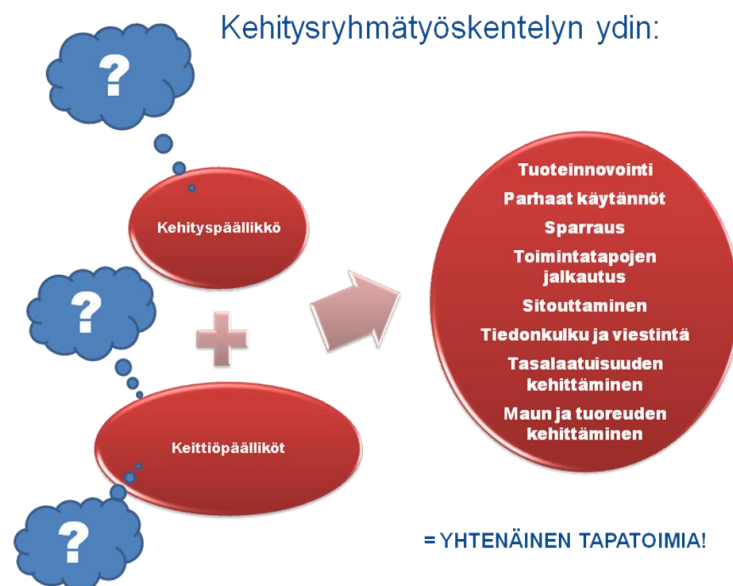 Kehitysryhmätyöskentelyn ydin:
?
Kehityspäällikkö
?
Keittiöpäälliköt
?
Tuoteinnovointi
Parhaat käytännöt
Sparraus
Toimintatapojen
jalkautus
Sitouttaminen
Tiedonkulku ja viestintä
Tasalaatuisuuden
kehittäminen
Maun ja tuoreuden
kehittäminen
= YHTENÄINEN TAPATOIMIA!